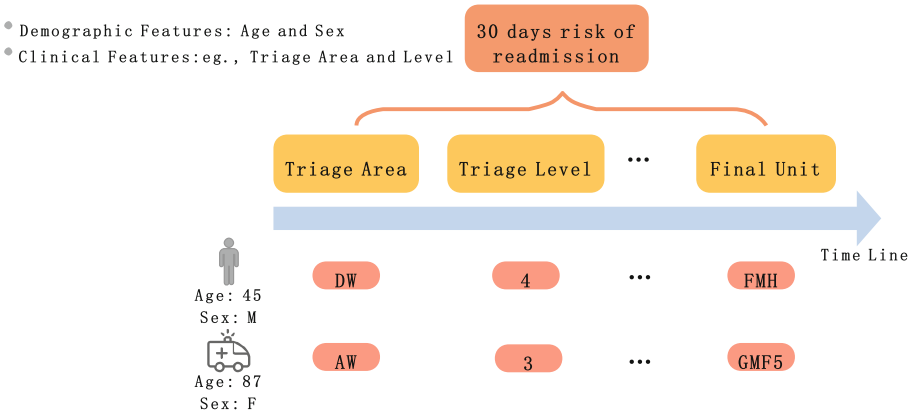 Demographic Features: Age and Sex
Clinical Features:eg., Triage Area and Level
30 days risk of
readmission
Triage Area
Triage Level
...
Final Unit
Time Line
DW
4
...
FMH
Age: 45
Sex: M
AW
3
...
GMF5
Age: 87
Sex: F